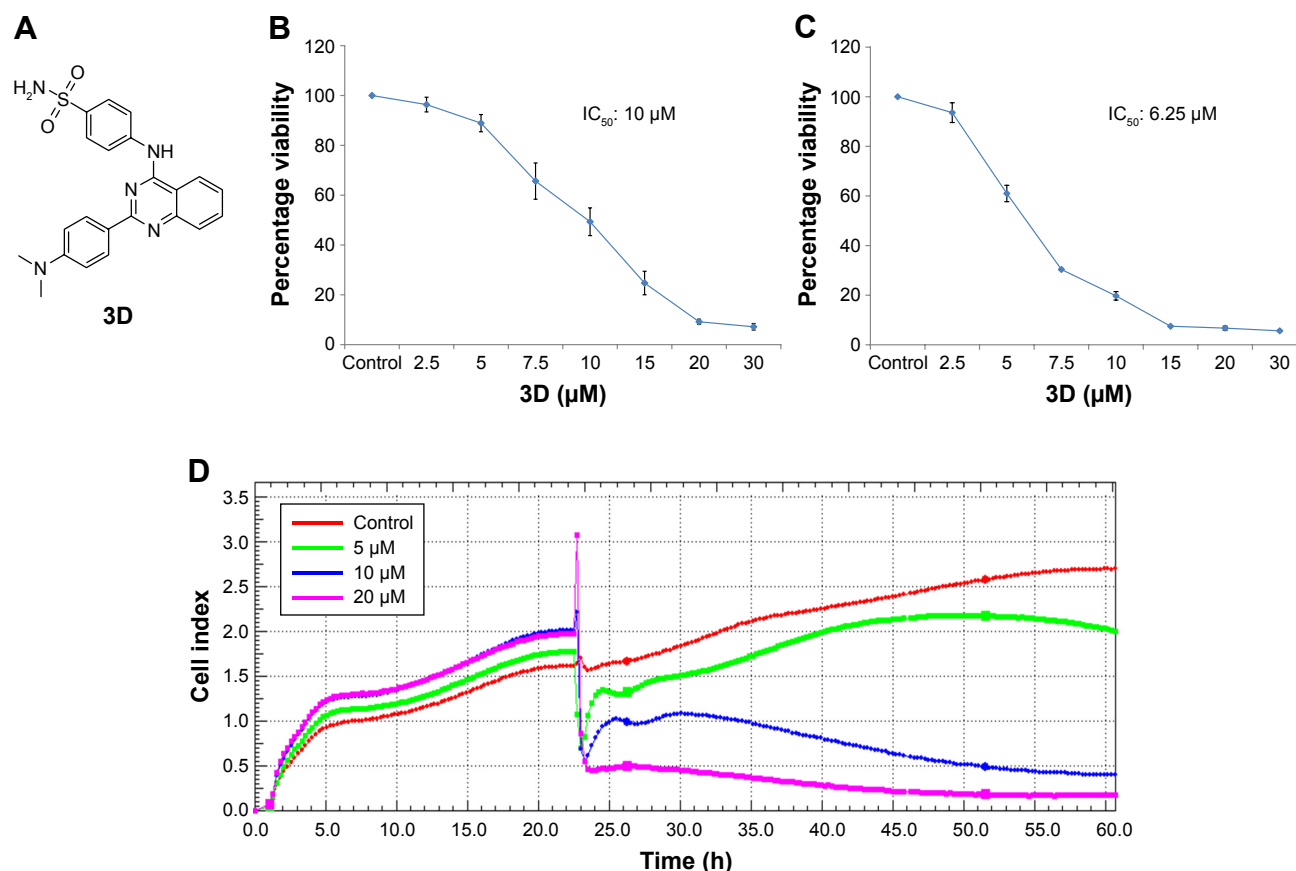 A
H₂N
O
S
O
NH
N
N
N
3D
B
Percentage viability
120
100
80
60
40
20
0
IC₅₀: 10 µM
Control 2.5 5 7.5 10 15 20 30
3D (µM)
C
Percentage viability
120
100
80
60
40
20
0
IC₅₀: 6.25 µM
Control 2.5 5 7.5 10 15 20 30
3D (µM)
D
Cell index
3.5
3.0
2.5
2.0
1.5
1.0
0.5
0.0
Control
5 µM
10 µM
20 µM
0.0 5.0 10.0 15.0 20.0 25.0 30.0 35.0 40.0 45.0 50.0 55.0 60.0
Time (h)